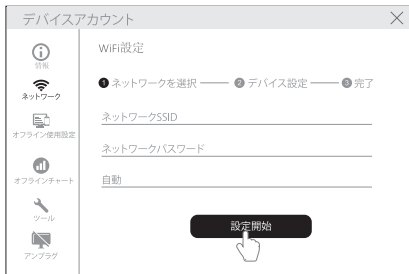 デバイスアカウント
情報
ネットワーク
オフライン使用設定
オフラインチャート
ツール
アンプラグ
WiFi設定
❶ ネットワークを選択 ❷ デバイス設定 ❸ 完了
ネットワークSSID
ネットワークパスワード
自動
設定開始